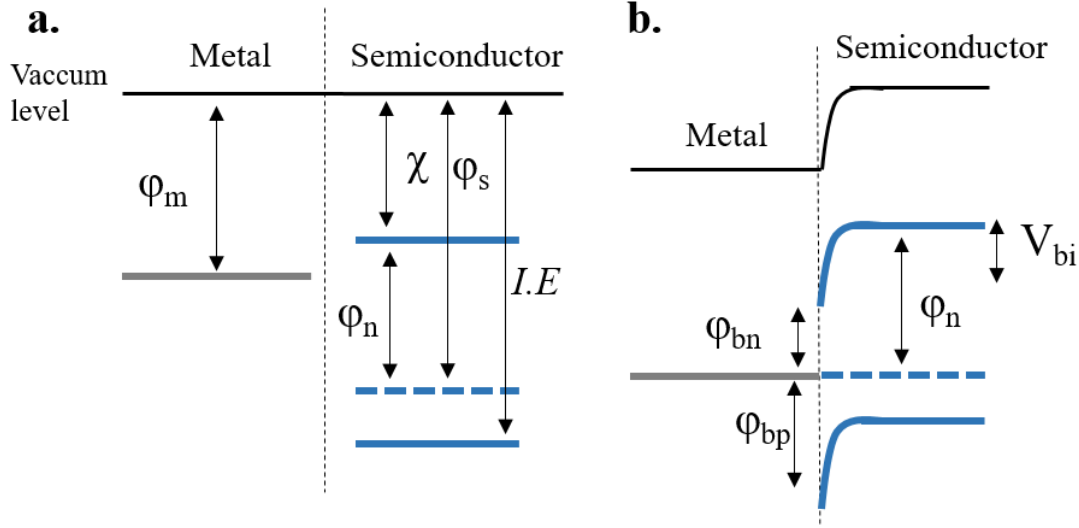 a.
Metal
Semiconductor
Vaccum
level
φm
χ
φs
I.E
φn
b.
Semiconductor
Metal
Vbi
φbn
φn
φbp